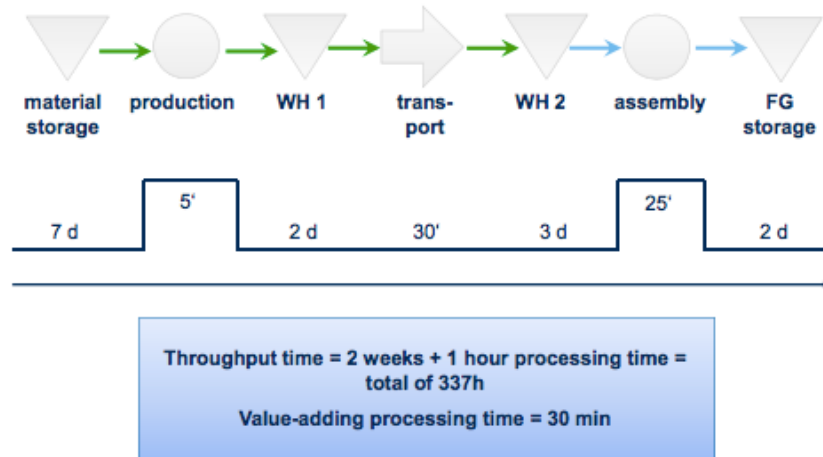 material
storage
production
WH 1
trans-
port
WH 2
assembly
FG
storage
7 d
5'
2 d
30'
3 d
25'
2 d
Throughput time = 2 weeks + 1 hour processing time =
total of 337h
Value-adding processing time = 30 min